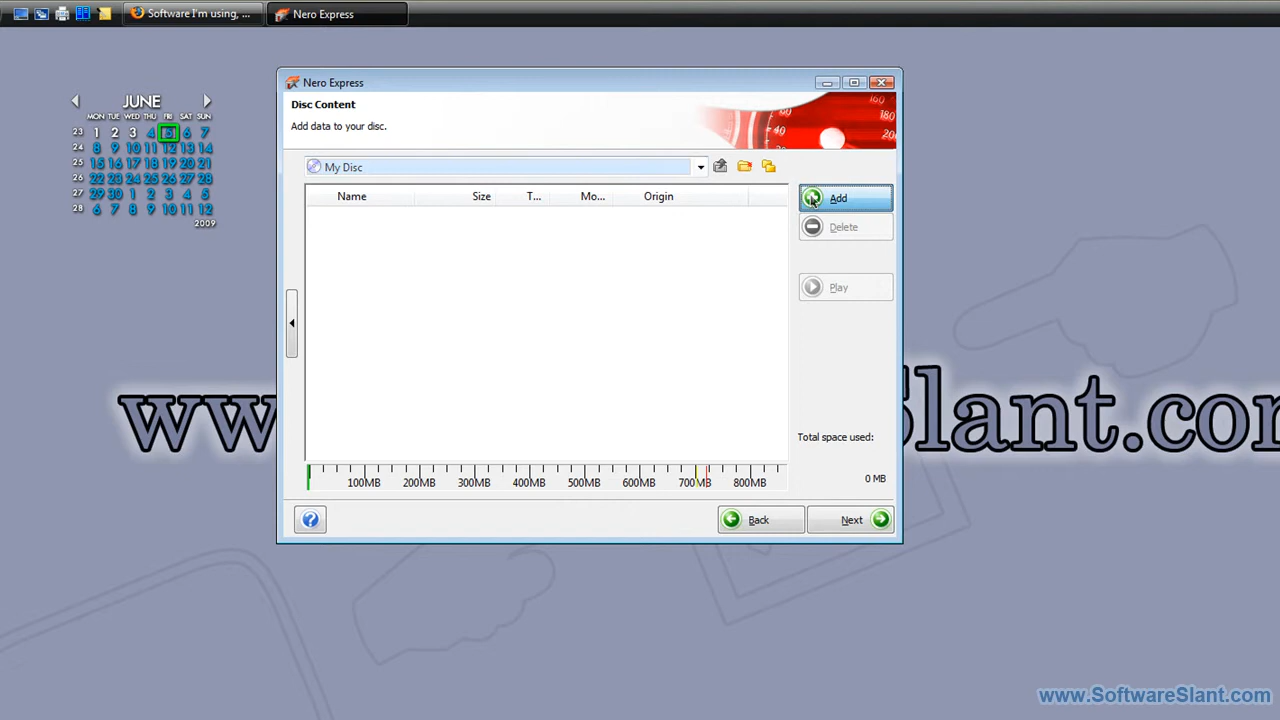 Software I'm using, ...
Nero Express
JUNE
MON TUE WED THU FRI SAT SUN
23 1 2 3 4 5 6 7
24 8 9 10 11 12 13 14
25 15 16 17 18 19 20 21
26 22 23 24 25 26 27 28
27 29 30 1 2 3 4 5
28 6 7 8 9 10 11 12
2009
Nero Express
Disc Content
Add data to your disc.
My Disc
Name Size T... Mo... Origin
Add
Delete
Play
Total space used:
0 MB
100MB 200MB 300MB 400MB 500MB 600MB 700MB 800MB
Back
Next
www.SoftwareSlant.com